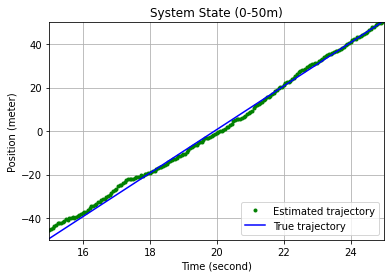 System State (0-50m)
Position (meter)
40
20
0
−20
−40
16
18
20
22
24
Time (second)
Estimated trajectory
True trajectory